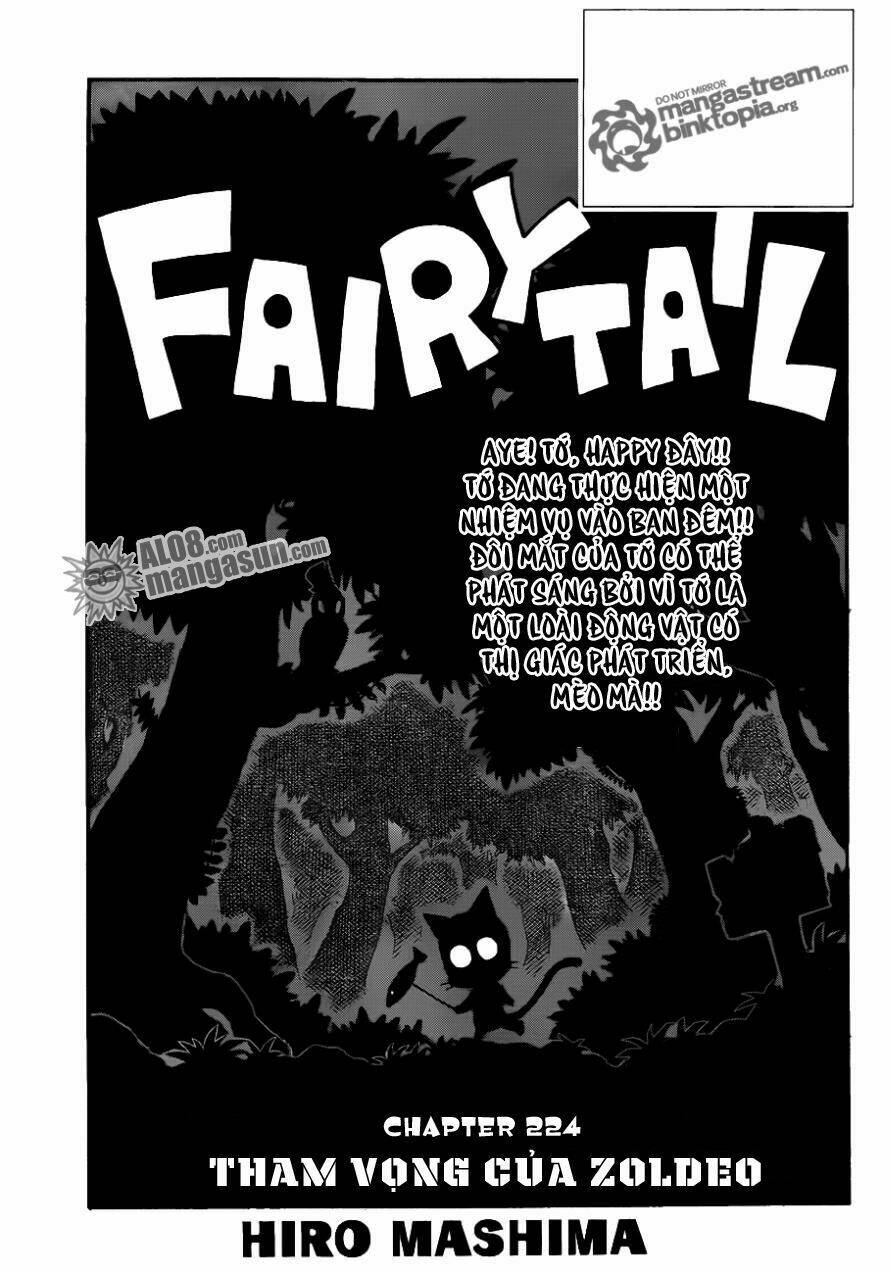 DO NOT MIRROR
mangastream.com
binktopia.org
FAIRY TAIL
AYE! TỚ, HAPPY ĐÂY!!
TỚ ĐANG THỰC HIỆN MỘT
NHIỆM VỤ VÀO BAN ĐÊM!!
ĐÔI MẮT CỦA TỚ CÓ THỂ
PHÁT SÁNG BỞI VÌ TỚ LÀ
MỘT LOÀI ĐỘNG VẬT CÓ
THỊ GIÁC PHÁT TRIỂN,
MÈO MÀ!!
ALO8.com
mangasun.com
CHAPTER 224
THAM VỌNG CỦA ZOLDEO
HIRO MASHIMA